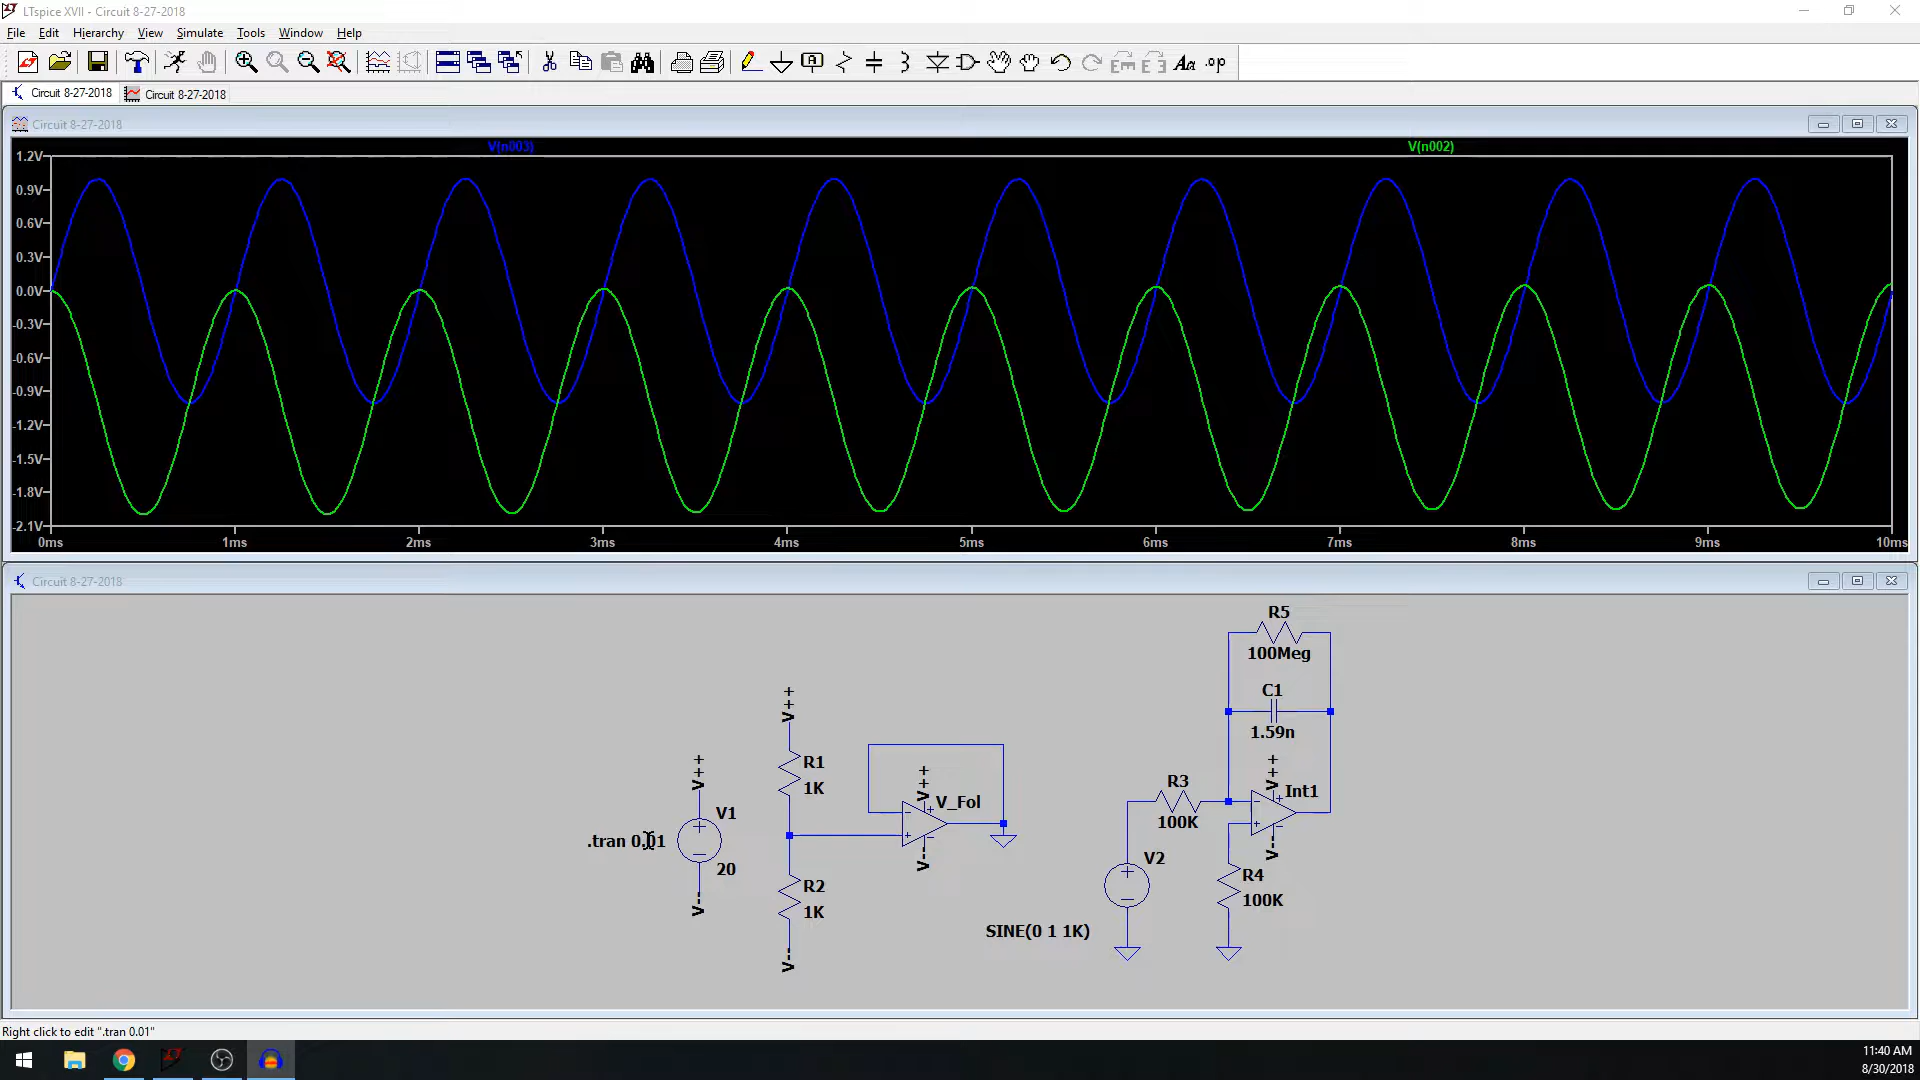 LTspice XVII - Circuit 8-27-2018
File Edit Hierarchy View Simulate Tools Window Help
Circuit 8-27-2018 Circuit 8-27-2018
Circuit 8-27-2018
V(n003) V(n002)
1.2V
0.9V
0.6V
0.3V
0.0V
-0.3V
-0.6V
-0.9V
-1.2V
-1.5V
-1.8V
-2.1V
0ms 1ms 2ms 3ms 4ms 5ms 6ms 7ms 8ms 9ms 10ms
Circuit 8-27-2018
R5
100Meg
C1
1.59n
V++
R1
1K
V++
V1
.tran 0.01
20
V--
R2
1K
V--
V++
V_Fol
V--
R3
100K
V++
Int1
V--
V2
R4
100K
SINE(0 1 1K)
Right click to edit ".tran 0.01"
11:40 AM
8/30/2018